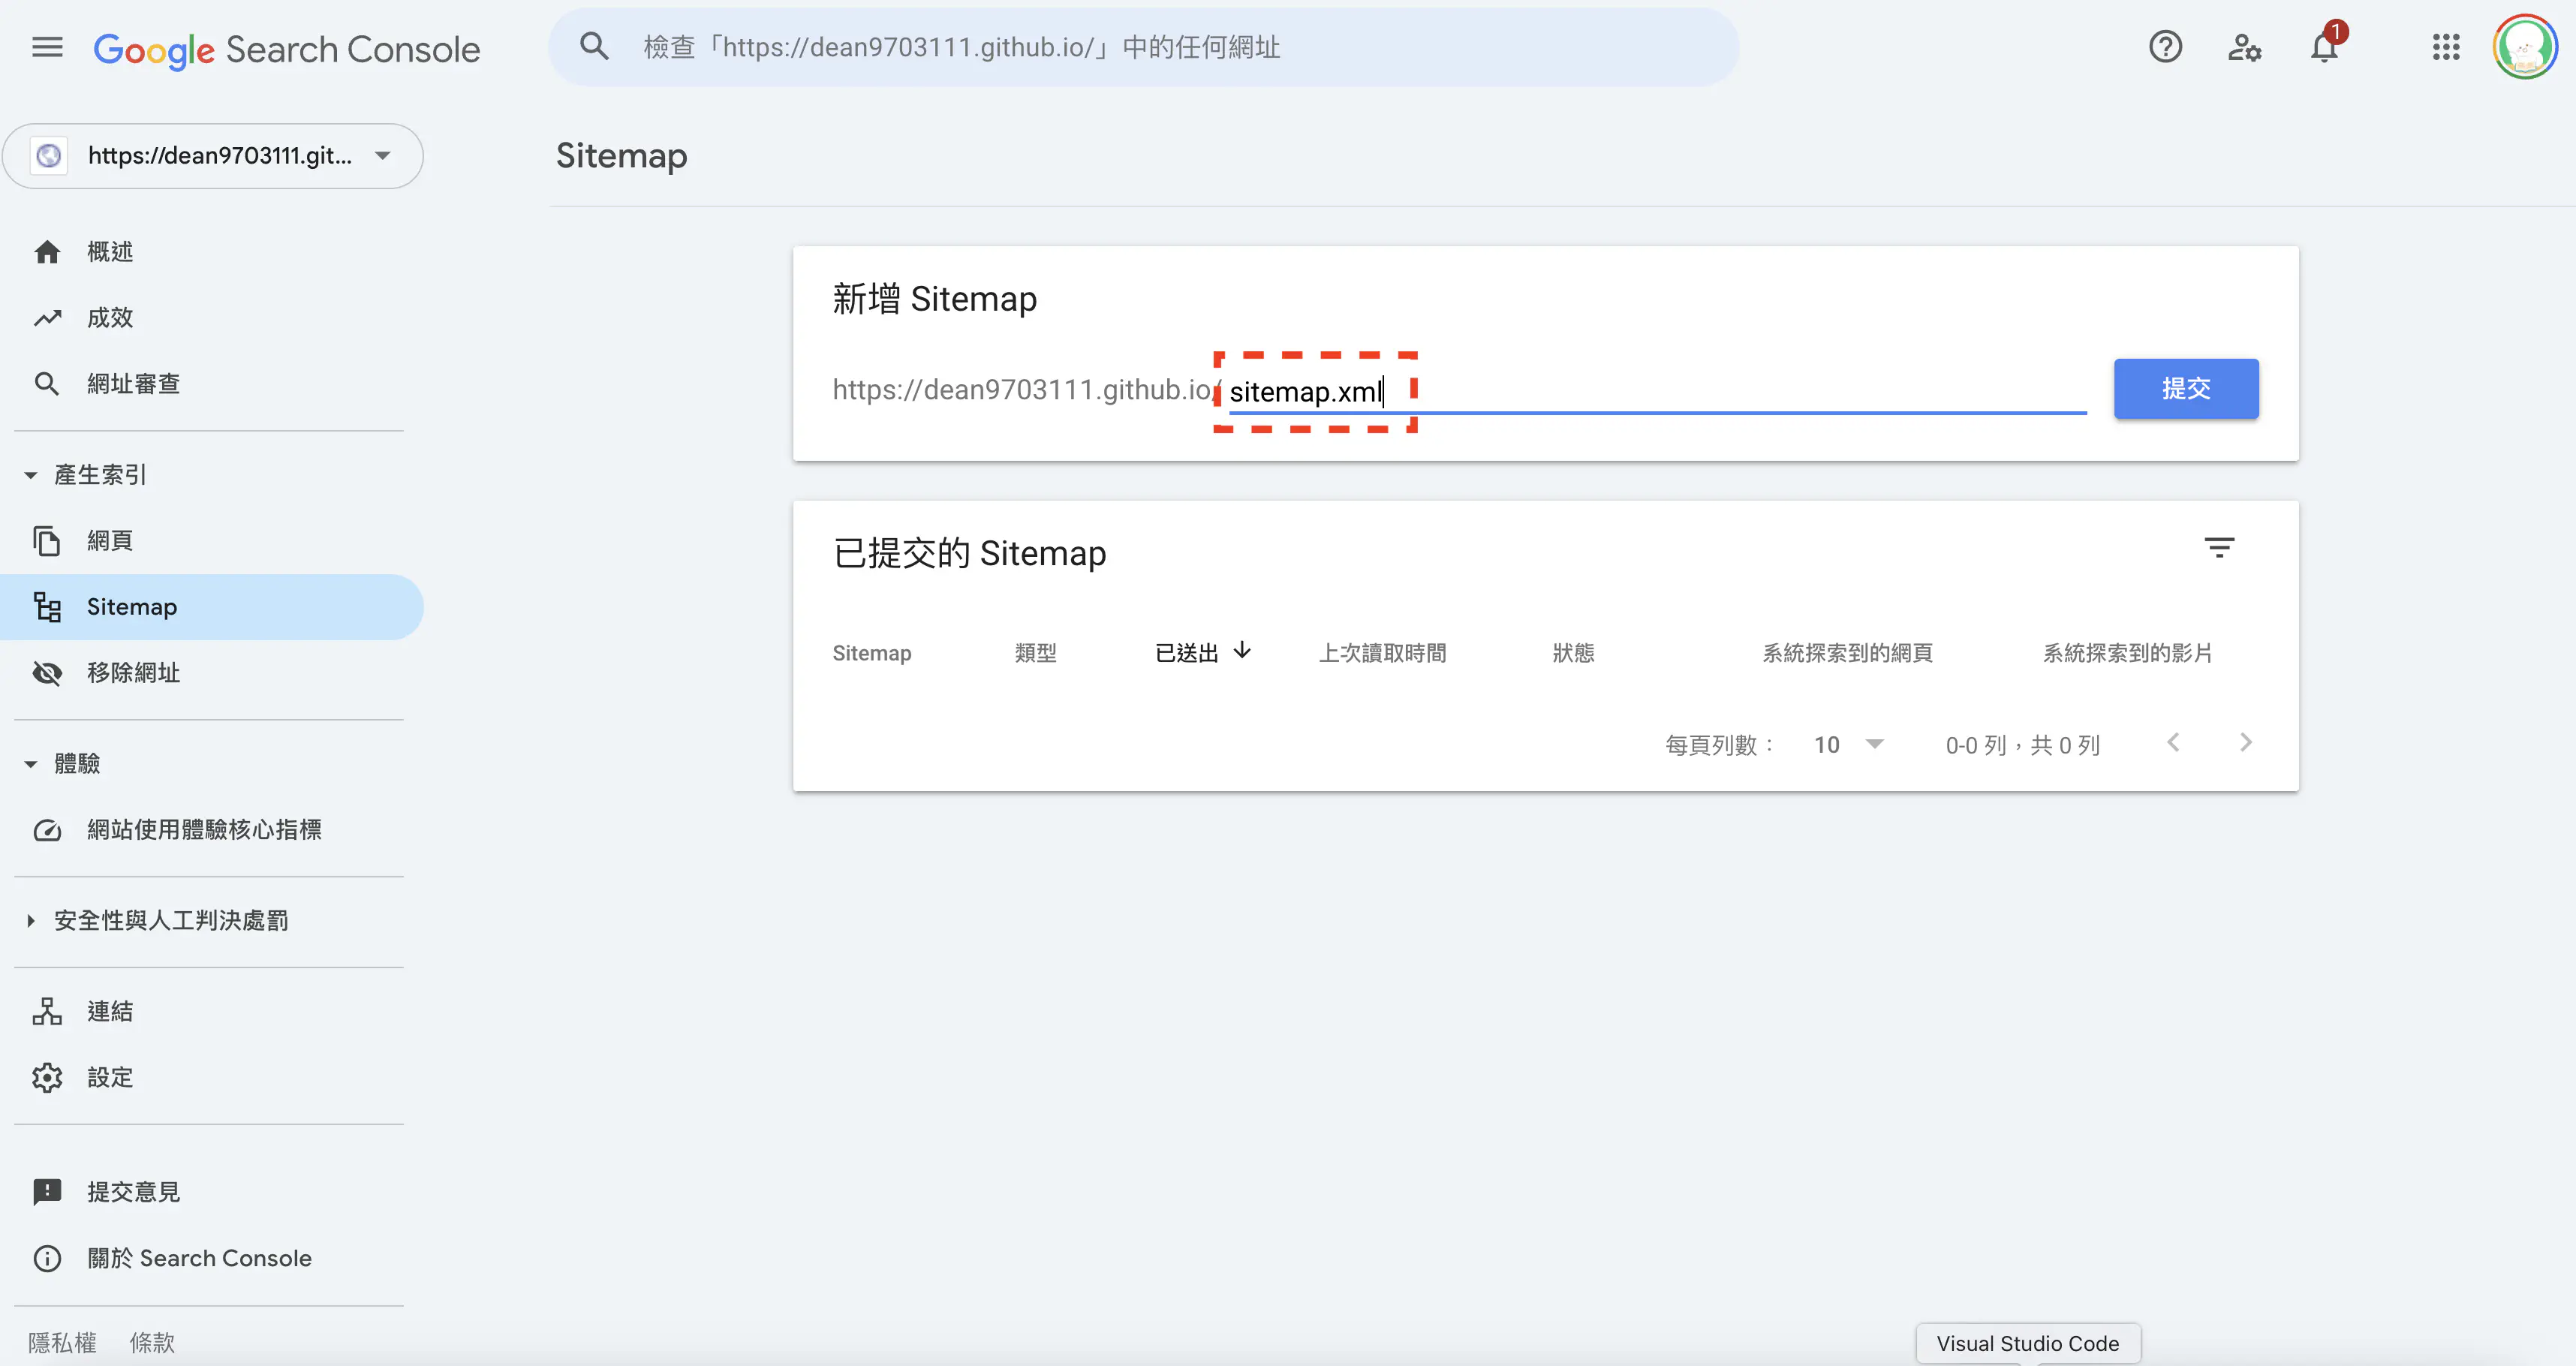 Google Search Console
檢查「https://dean9703111.github.io/」中的任何網址
1
https://dean9703111.git...
Sitemap
概述
成效
網址審查
產生索引
網頁
Sitemap
移除網址
體驗
網站使用體驗核心指標
安全性與人工判決處罰
連結
設定
提交意見
關於 Search Console
隱私權 條款
新增 Sitemap
https://dean9703111.github.io/ sitemap.xml
提交
已提交的 Sitemap
Sitemap 類型 已送出 上次讀取時間 狀態 系統探索到的網頁 系統探索到的影片
每頁列數： 10 0-0 列，共 0 列
Visual Studio Code